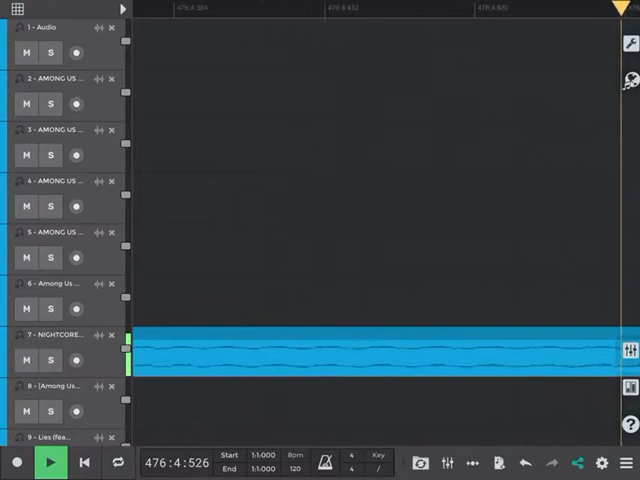 476:4:384
476:4:432
476:4:480
1 - Audio
M S
2 - AMONG US ...
M S
3 - AMONG US ...
M S
4 - AMONG US ...
M S
5 - AMONG US ...
M S
6 - Among Us ...
M S
7 - NIGHTCORE...
M S
8 - [Among Us...
M S
9 - Lies (fea...
476:4:526
Start 1:1:000 Bpm 4 Key
End 1:1:000 120 4 /
?